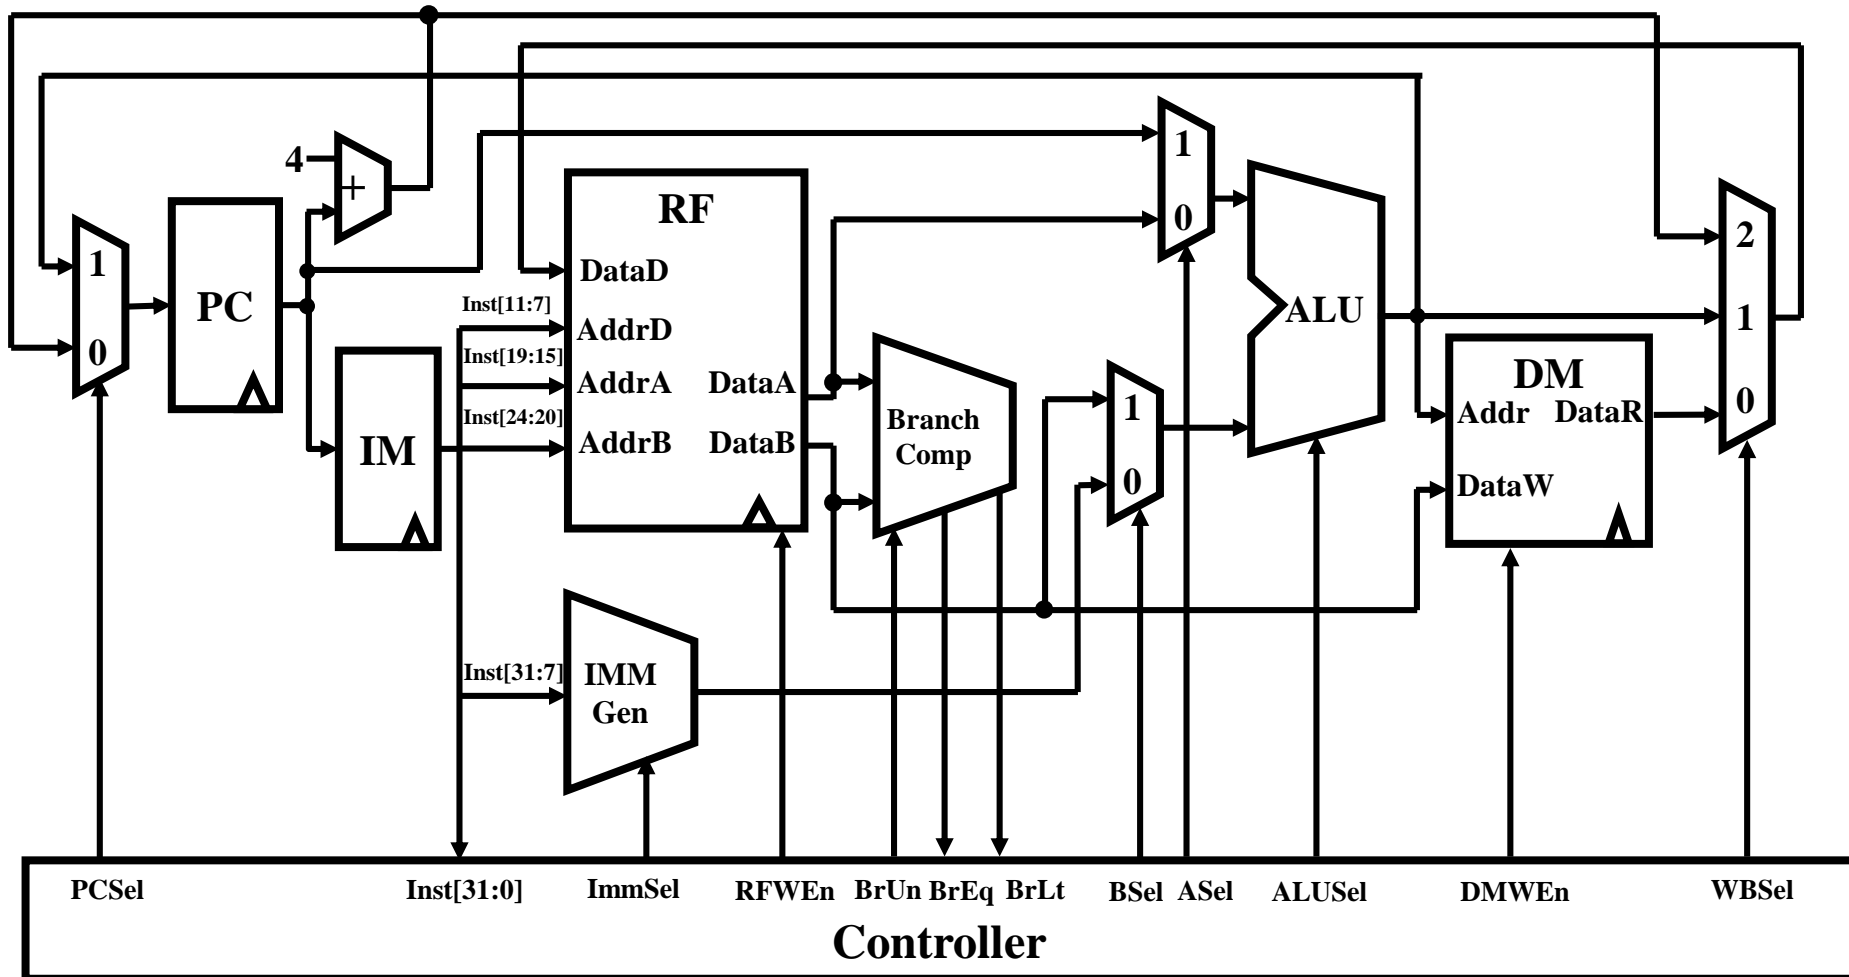 4
+
1
0
PC
IM
RF
DataD
Inst[11:7]
AddrD
Inst[19:15]
AddrA
DataA
Inst[24:20]
AddrB
DataB
Branch
Comp
1
0
1
0
ALU
DM
Addr
DataR
DataW
2
1
0
Inst[31:7]
IMM
Gen
PCSel
Inst[31:0]
ImmSel
RFWEn
BrUn
BrEq
BrLt
BSel
ASel
ALUSel
DMWEn
WBSel
Controller